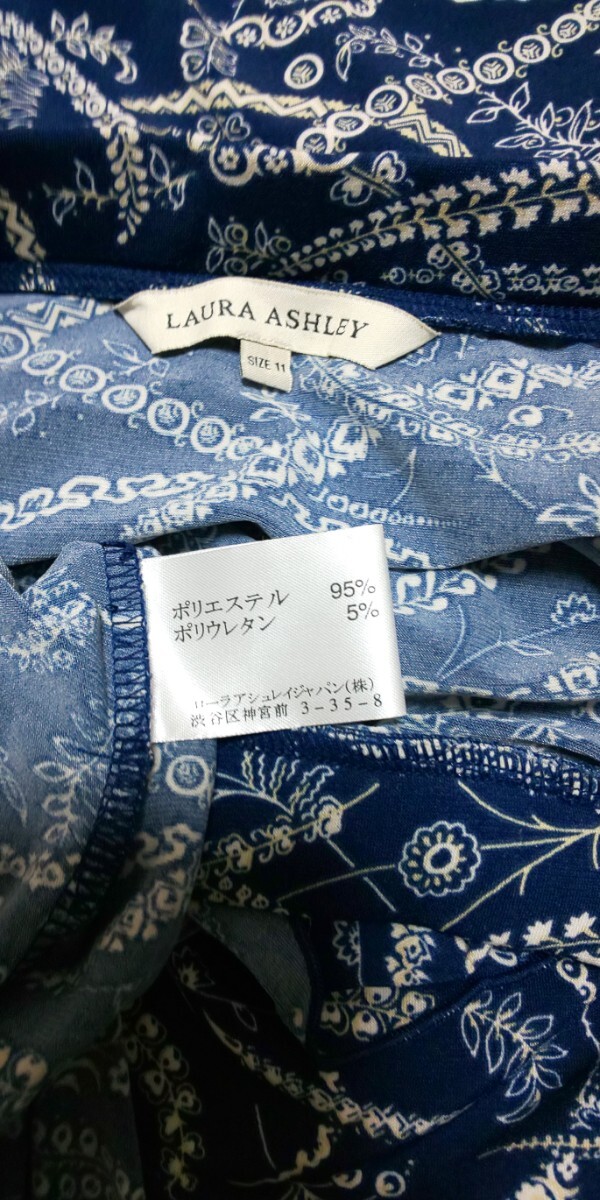 LAURA ASHLEY
SIZE 11
ポリエステル 95%
ポリウレタン 5%
ローラアシュレイジャパン(株)
渋谷区神宮前 3-35-8